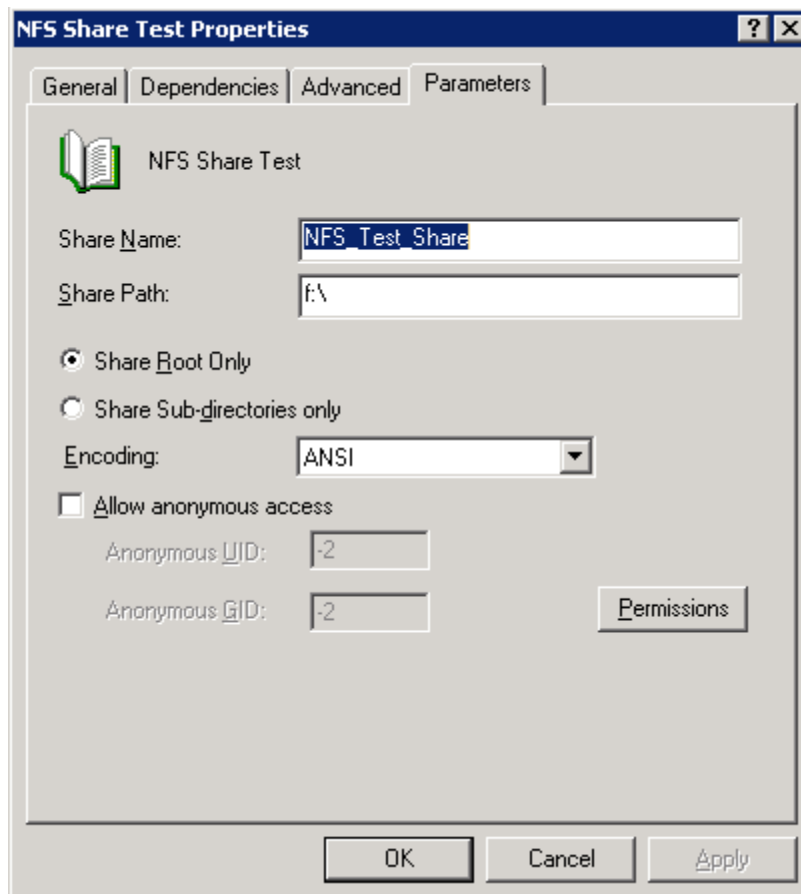 NFS Share Test Properties
General Dependencies Advanced Parameters
NFS Share Test
Share Name: NFS_Test_Share
Share Path: f:\
Share Root Only
Share Sub-directories only
Encoding: ANSI
Allow anonymous access
Anonymous UID: -2
Anonymous GID: -2 Permissions
OK Cancel Apply